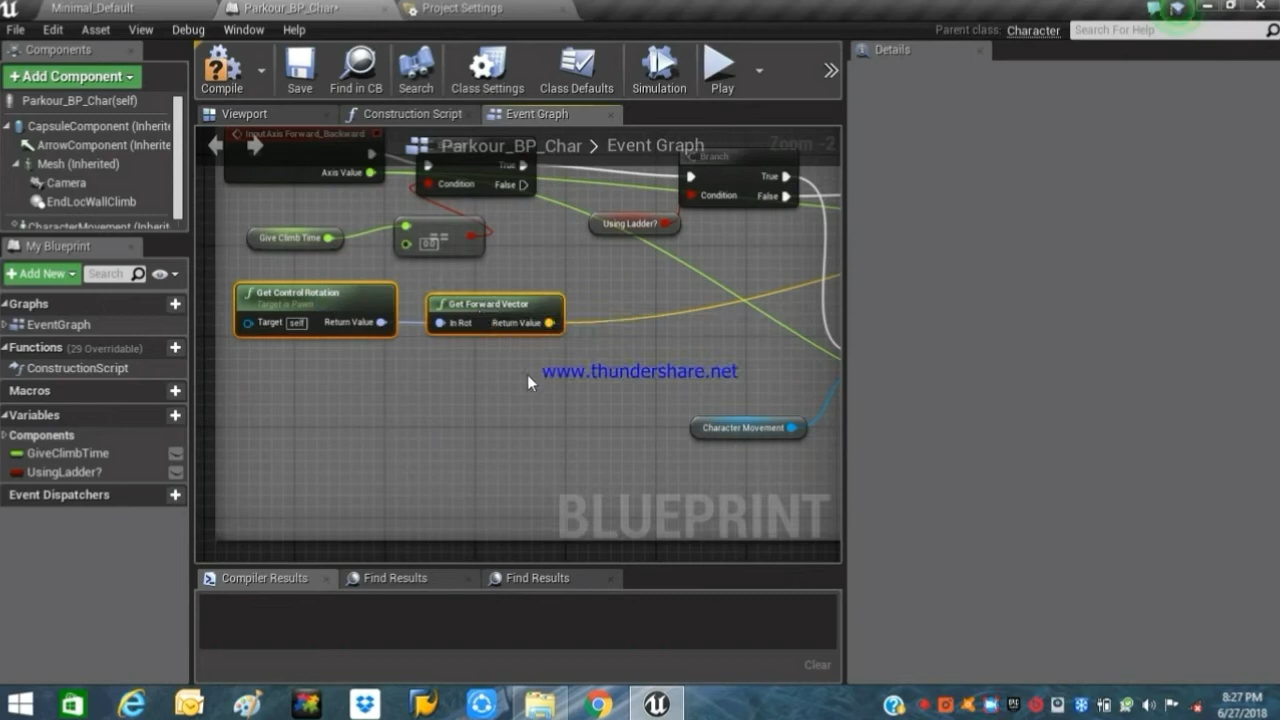 Minimal_Default
Parkour_BP_Char*
Project Settings
File Edit Asset View Debug Window Help
Parent class: Character
Search For Help
Components
Details
+Add Component
Compile
Save
Find in CB
Search
Class Settings
Class Defaults
Simulation
Play
Parkour_BP_Char(self)
Viewport
Construction Script
Event Graph
CapsuleComponent (Inherite
ArrowComponent (Inherite
Mesh (Inherited)
Camera
EndLocWallClimb
CharacterMovement (Inherit
InputAxis Forward_Backward
Parkour_BP_Char > Event Graph
Zoom -2
Branch
Axis Value
True
Condition
False
True
Condition
False
Using Ladder?
Give Climb Time
0.0
==
My Blueprint
+Add New
Search
Graphs
EventGraph
Functions (29 Overridable)
ConstructionScript
Macros
Variables
Components
GiveClimbTime
UsingLadder?
Event Dispatchers
Get Control Rotation
Target is Pawn
Target self Return Value
Get Forward Vector
In Rot Return Value
www.thundershare.net
Character Movement
BLUEPRINT
Compiler Results
Find Results
Find Results
Clear
8:27 PM
6/27/2018